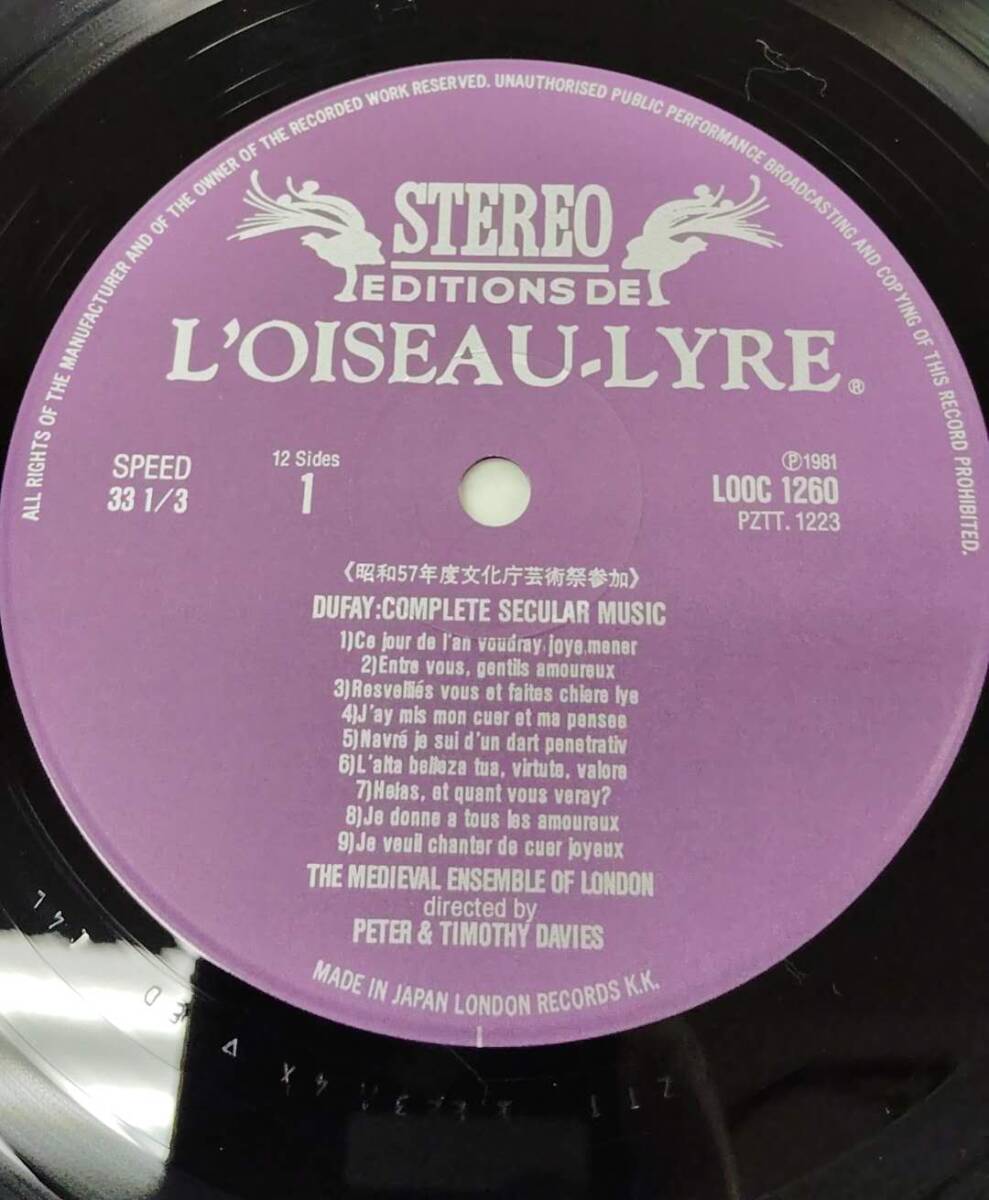 ALL RIGHTS OF THE MANUFACTURER AND OF THE OWNER OF THE RECORDED WORK RESERVED. UNAUTHORISED PUBLIC PERFORMANCE BROADCASTING AND COPYING OF THIS RECORD PROHIBITED.
STEREO
EDITIONS DE
L'OISEAU-LYRE®
SPEED
33 1/3
12 Sides
1
Ⓟ1981
LOOC 1260
PZTT. 1223
《昭和57年度文化庁芸術祭参加》
DUFAY:COMPLETE SECULAR MUSIC
1)Ce jour de l'an voudray joye mener
2)Entre vous, gentils amoureux
3)Resvelliés vous et faites chiere lye
4)J'ay mis mon cuer et ma pensee
5)Navré je sui d'un dart penetrativ
6)L'alta belleza tua, virtute, valore
7)Helas, et quant vous veray?
8)Je donne a tous les amoureux
9)Je veuil chanter de cuer joyeux
THE MEDIEVAL ENSEMBLE OF LONDON
directed by
PETER & TIMOTHY DAVIES
MADE IN JAPAN LONDON RECORDS K.K.